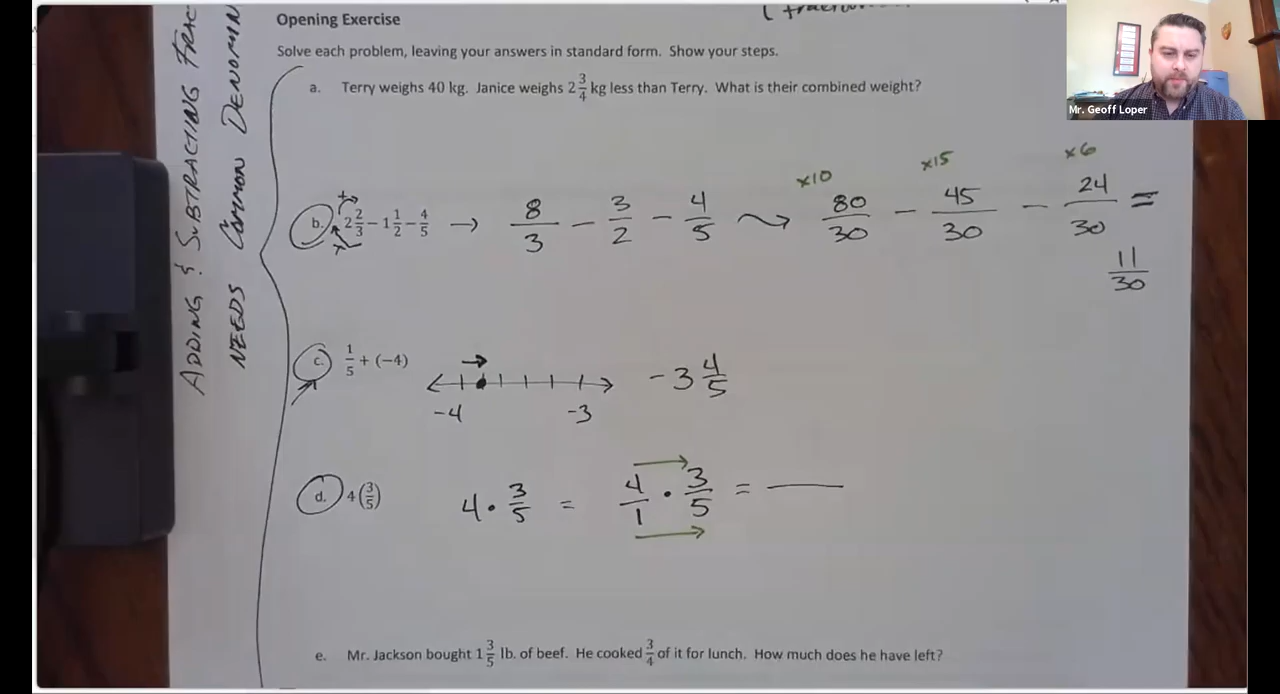 Opening Exercise
Solve each problem, leaving your answers in standard form. Show your steps.
a. Terry weighs 40 kg. Janice weighs 2 3/4 kg less than Terry. What is their combined weight?
Mr. Geoff Loper
ADDING & SUBTRACTING
NEEDS COMMON
×10 ×15 ×6
b. 2 2/3 − 1 1/2 − 4/5 → 8/3 − 3/2 − 4/5 ⇝ 80/30 − 45/30 − 24/30 =
11/30
c. 1/5 + (−4) −3 4/5
−4 −3
d. 4(3/5) 4 · 3/5 = 4/1 · 3/5 =
e. Mr. Jackson bought 1 3/5 lb. of beef. He cooked 3/4 of it for lunch. How much does he have left?